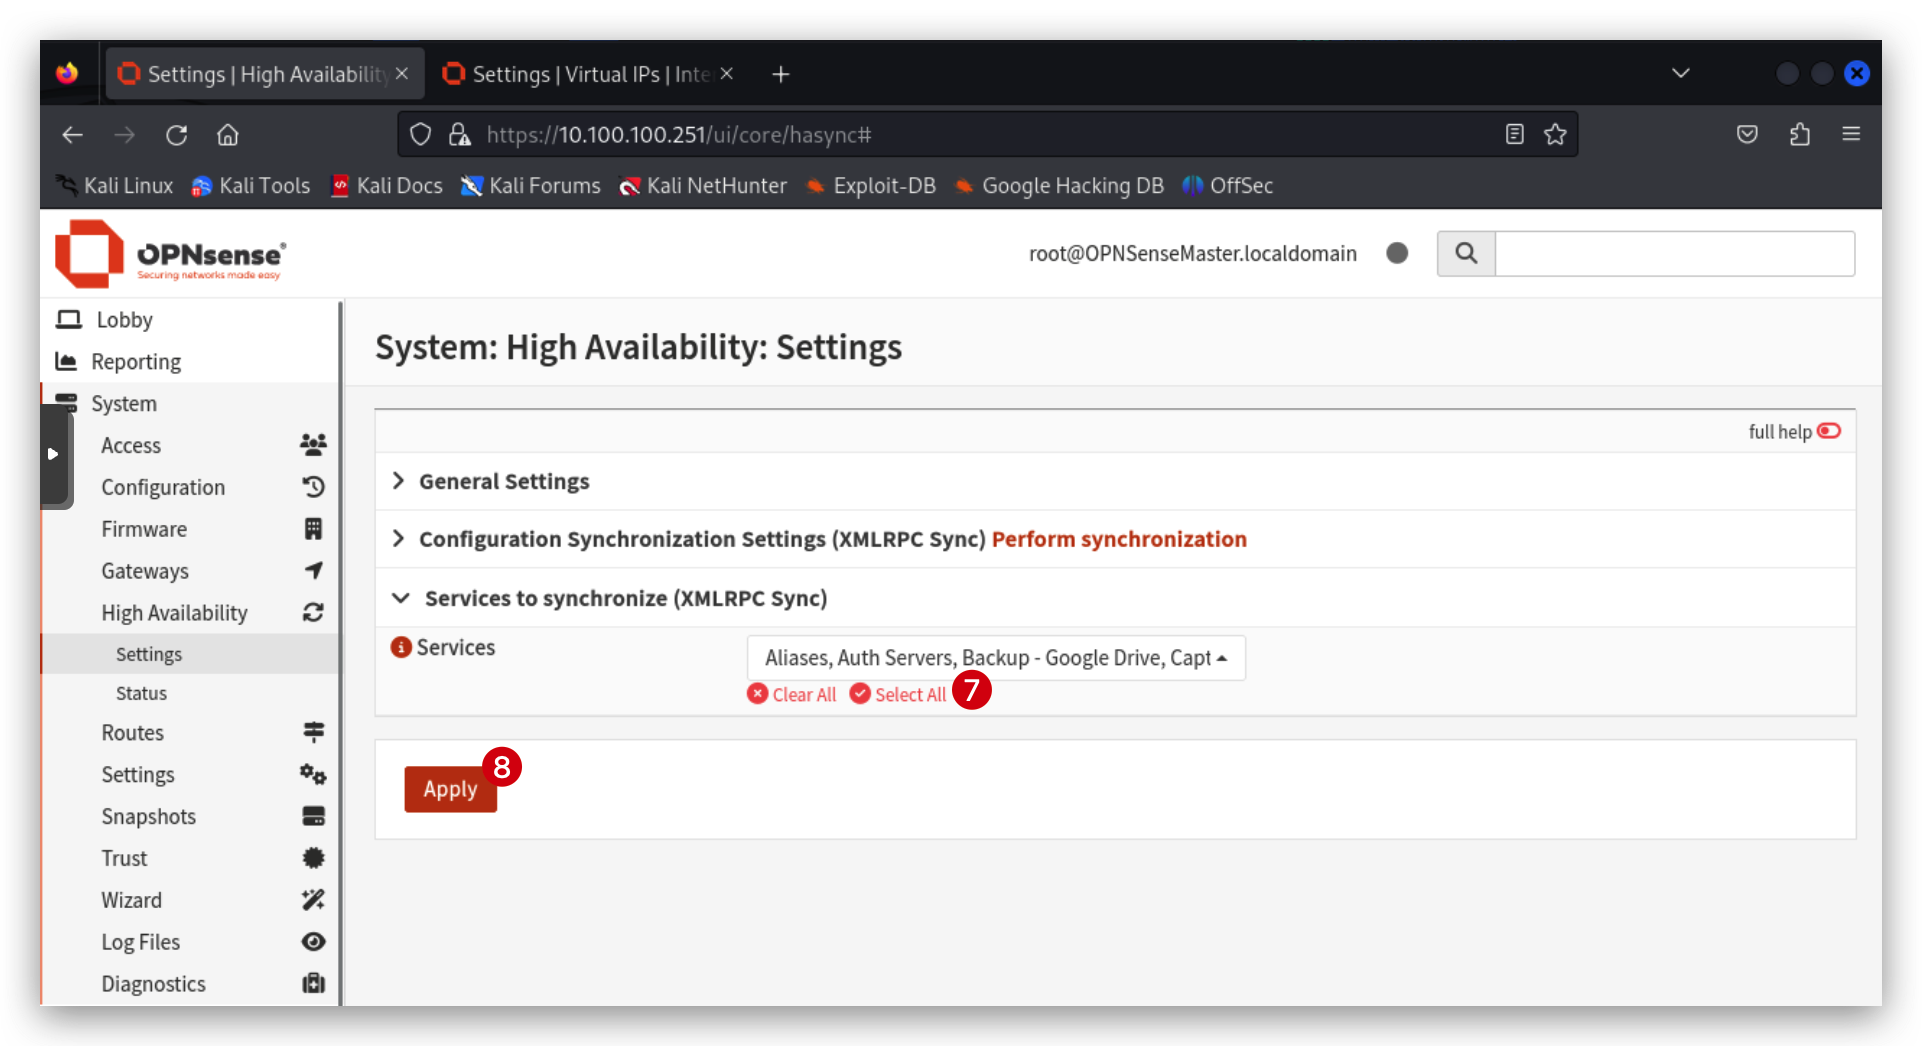 Settings | High Availability
Settings | Virtual IPs | Inte
https://10.100.100.251/ui/core/hasync#
Kali Linux Kali Tools Kali Docs Kali Forums Kali NetHunter Exploit-DB Google Hacking DB OffSec
OPNsense®
Securing networks made easy
root@OPNSenseMaster.localdomain
Lobby
Reporting
System
Access
Configuration
Firmware
Gateways
High Availability
Settings
Status
Routes
Settings
Snapshots
Trust
Wizard
Log Files
Diagnostics
System: High Availability: Settings
full help
General Settings
Configuration Synchronization Settings (XMLRPC Sync) Perform synchronization
Services to synchronize (XMLRPC Sync)
Services
Aliases, Auth Servers, Backup - Google Drive, Capt
Clear All Select All 7
Apply 8